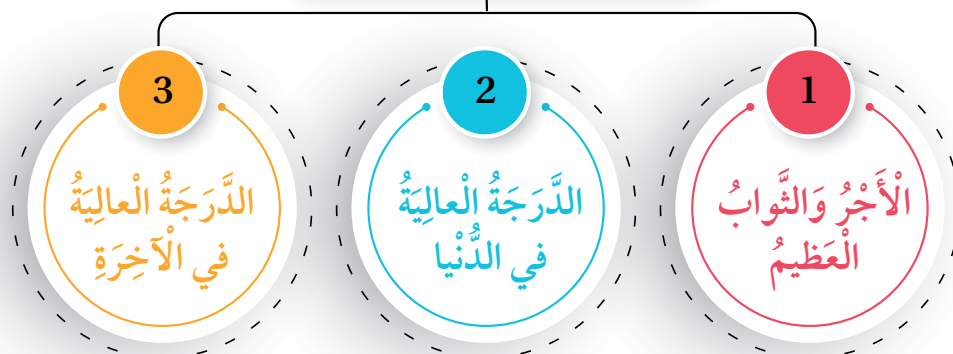 1
الْأَجْرُ وَالثَّوابُ
الْعَظيمُ
2
الدَّرَجَةُ الْعالِيَةُ
في الدُّنْيا
3
الدَّرَجَةُ الْعالِيَةُ
في الْآخِرَةِ